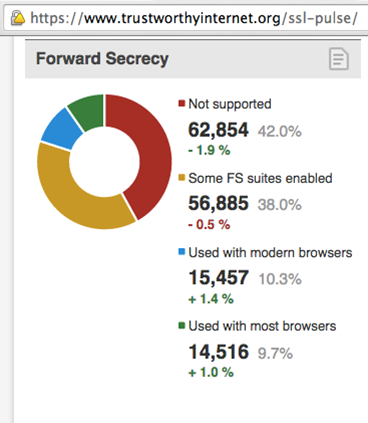 https://www.trustworthyinternet.org/ssl-pulse/
Forward Secrecy
Not supported
62,854 42.0%
- 1.9 %
Some FS suites enabled
56,885 38.0%
- 0.5 %
Used with modern browsers
15,457 10.3%
+ 1.4 %
Used with most browsers
14,516 9.7%
+ 1.0 %